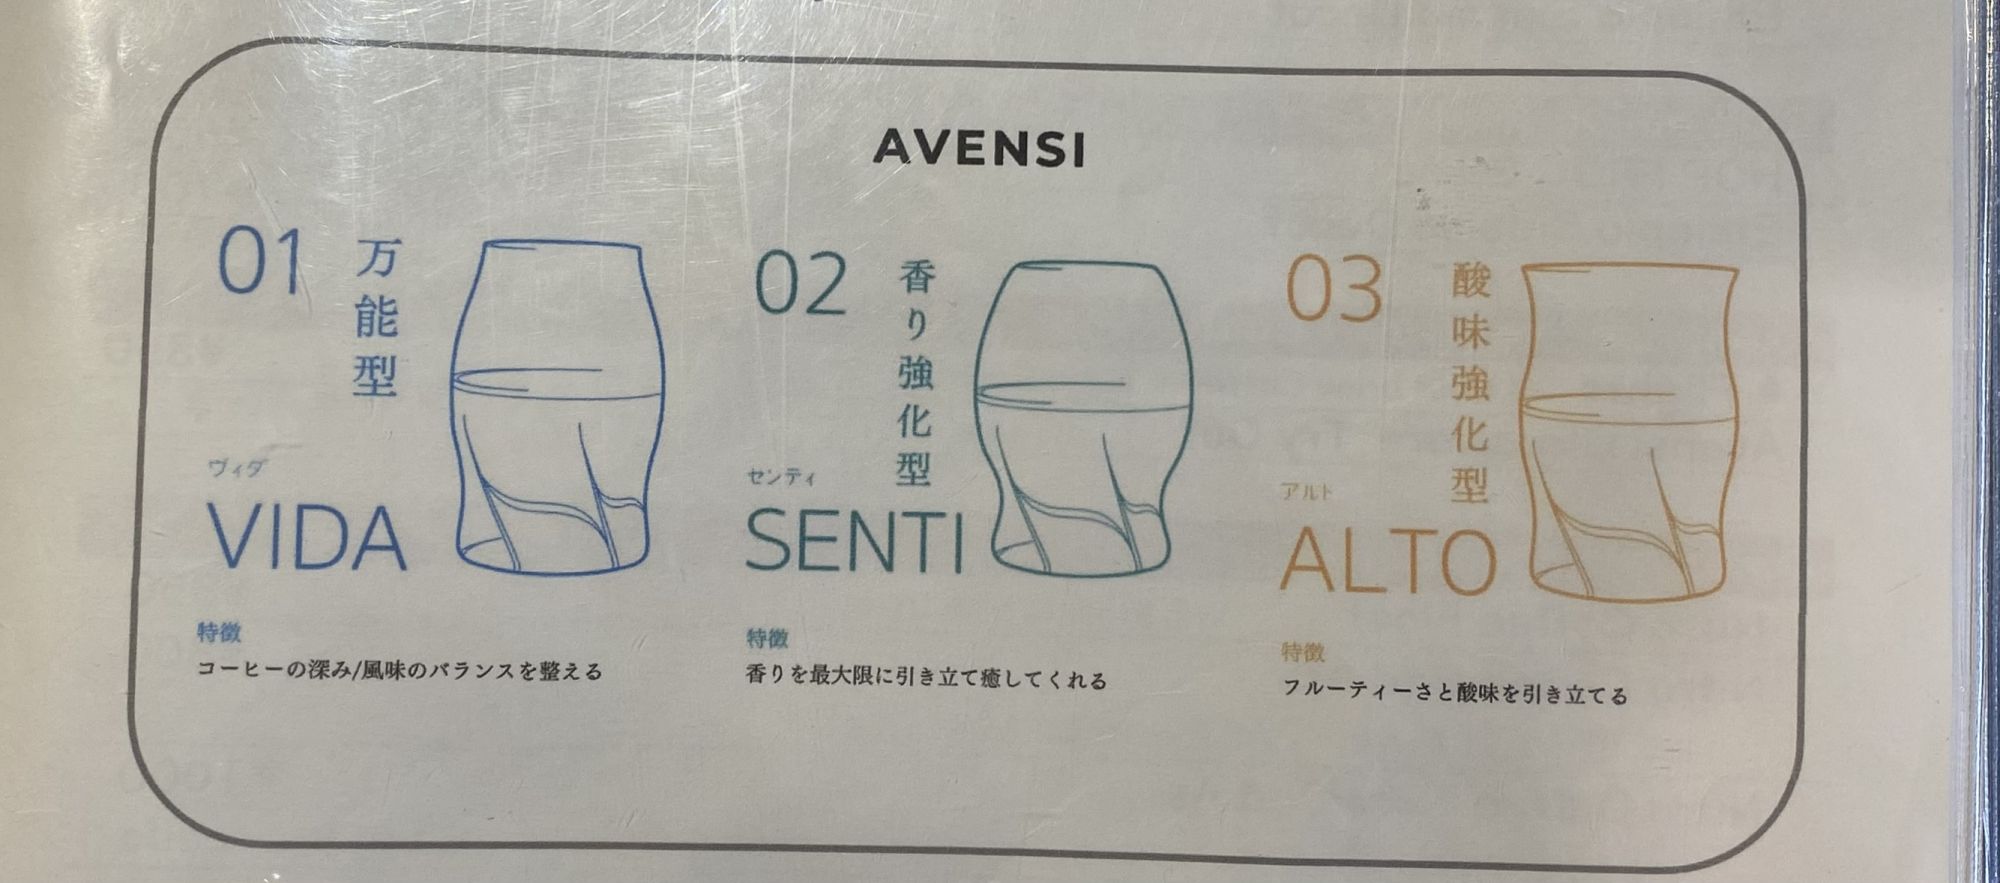 AVENSI
01
万能型
ヴィダ
VIDA
特徴
コーヒーの深み/風味のバランスを整える
02
香り強化型
センティ
SENTI
特徴
香りを最大限に引き立て癒してくれる
03
酸味強化型
アルト
ALTO
特徴
フルーティーさと酸味を引き立てる